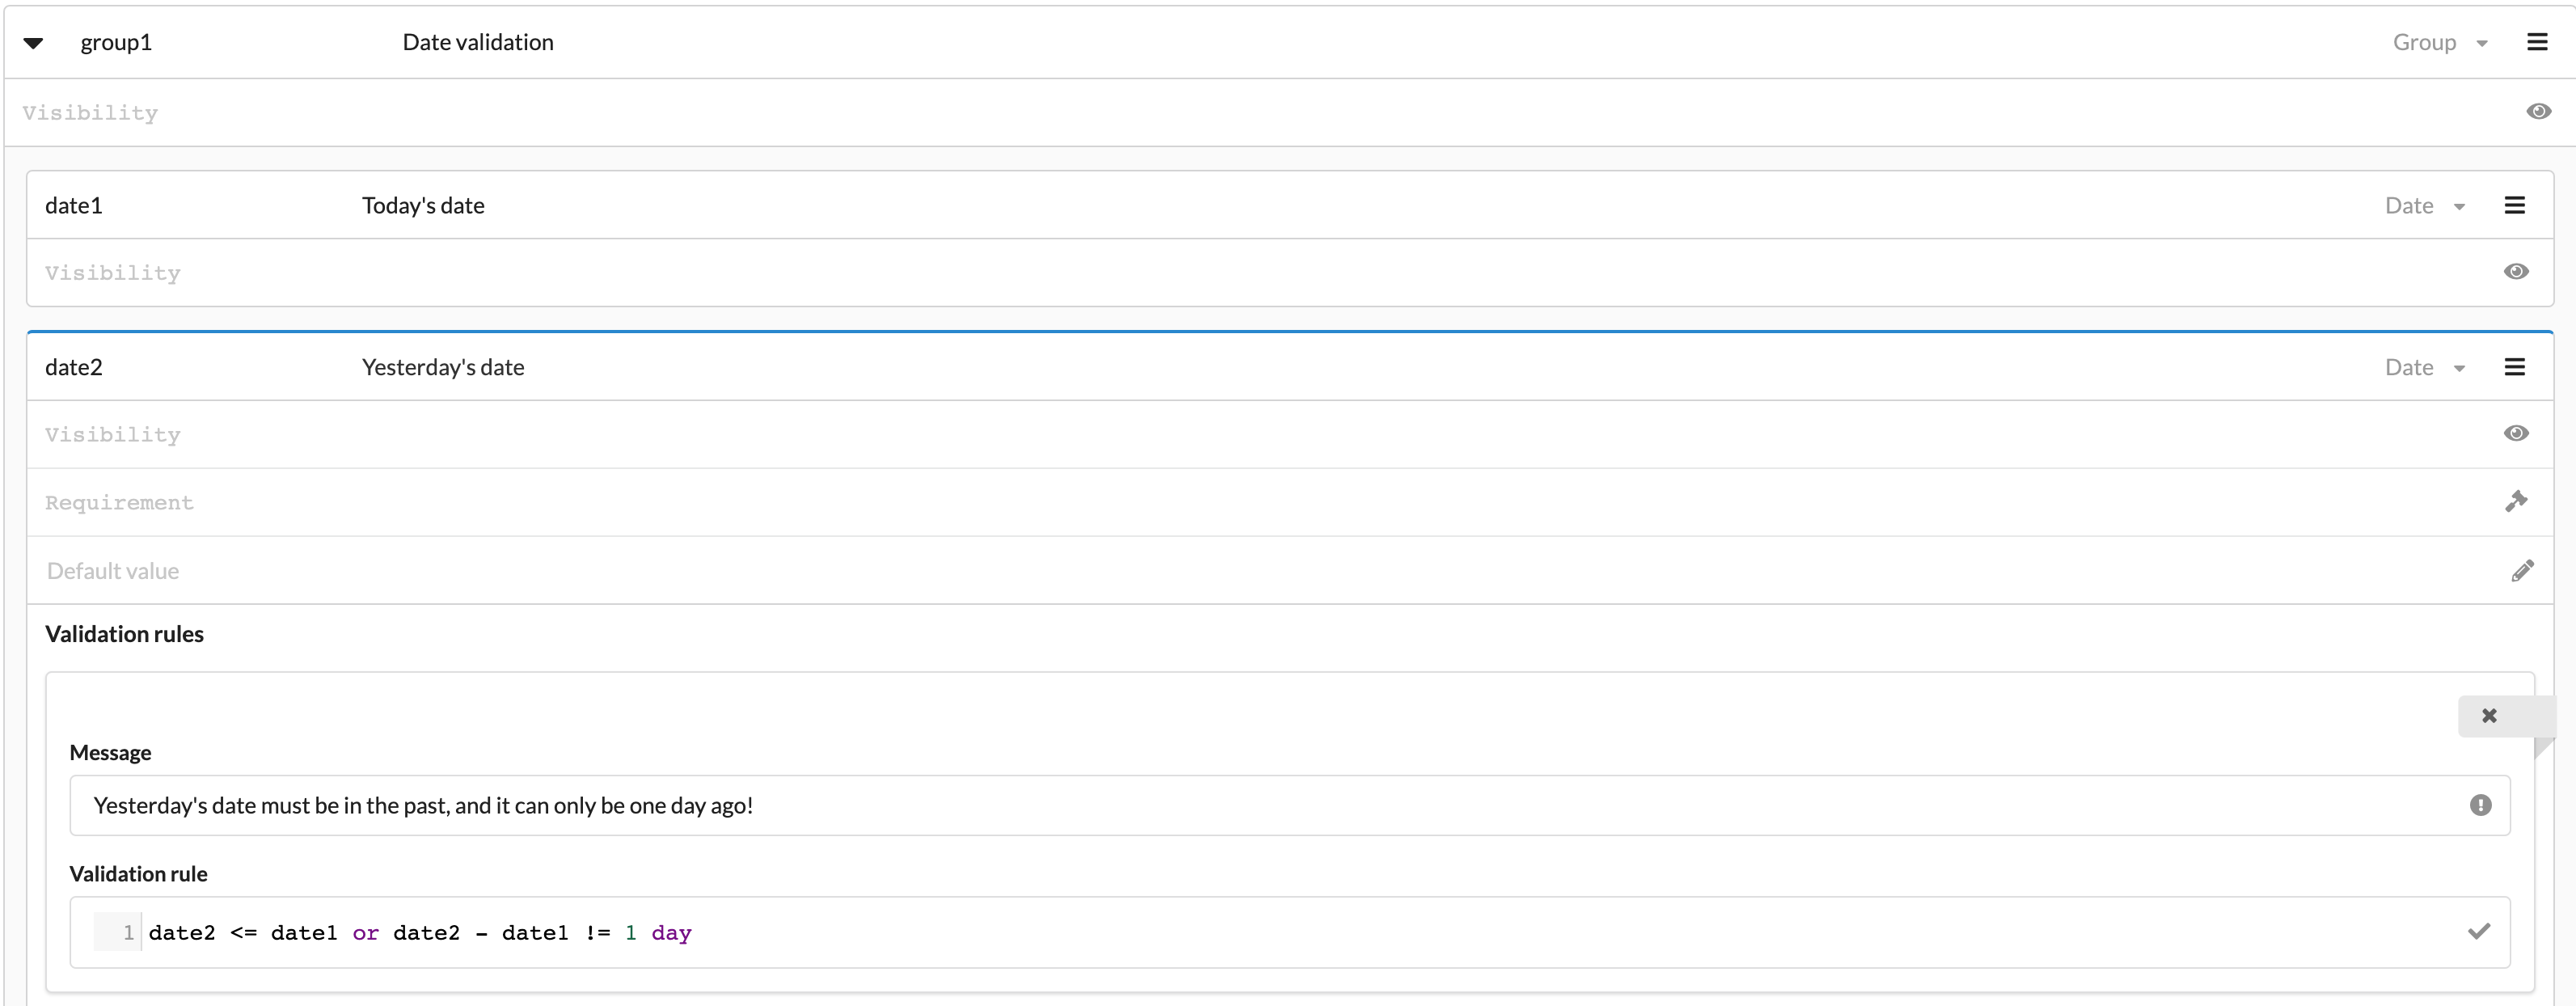 group1 Date validation Group
Visibility
date1 Today's date Date
Visibility
date2 Yesterday's date Date
Visibility
Requirement
Default value
Validation rules
Message
Yesterday's date must be in the past, and it can only be one day ago!
Validation rule
1 date2 <= date1 or date2 - date1 != 1 day